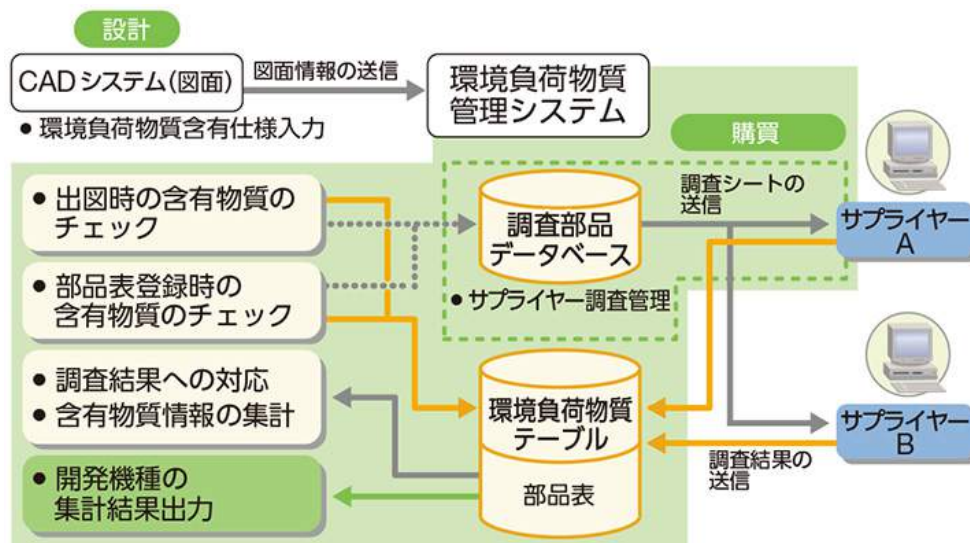 設計
CADシステム(図面)
図面情報の送信
環境負荷物質
管理システム
● 環境負荷物質含有仕様入力
購買
● 出図時の含有物質の
チェック
調査部品
データベース
調査シートの
送信
サプライヤー
A
● 部品表登録時の
含有物質のチェック
● サプライヤー調査管理
● 調査結果への対応
● 含有物質情報の集計
環境負荷物質
テーブル
サプライヤー
B
調査結果の
送信
● 開発機種の
集計結果出力
部品表